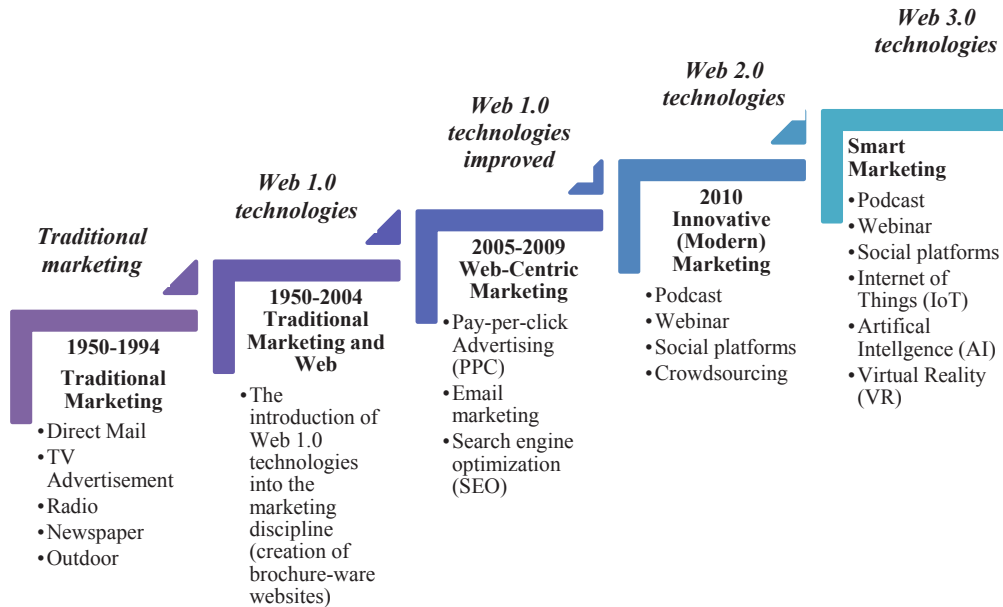 Traditional
marketing
1950-1994
Traditional
Marketing
•Direct Mail
•TV
Advertisement
•Radio
•Newspaper
•Outdoor
Web 1.0
technologies
1950-2004
Traditional
Marketing and
Web
•The
introduction of
Web 1.0
technologies
into the
marketing
discipline
(creation of
brochure-ware
websites)
Web 1.0
technologies
improved
2005-2009
Web-Centric
Marketing
•Pay-per-click
Advertising
(PPC)
•Email
marketing
•Search engine
optimization
(SEO)
Web 2.0
technologies
2010
Innovative
(Modern)
Marketing
•Podcast
•Webinar
•Social platforms
•Crowdsourcing
Web 3.0
technologies
Smart
Marketing
•Podcast
•Webinar
•Social platforms
•Internet of
Things (IoT)
•Artifical
Intellgence (AI)
•Virtual Reality
(VR)